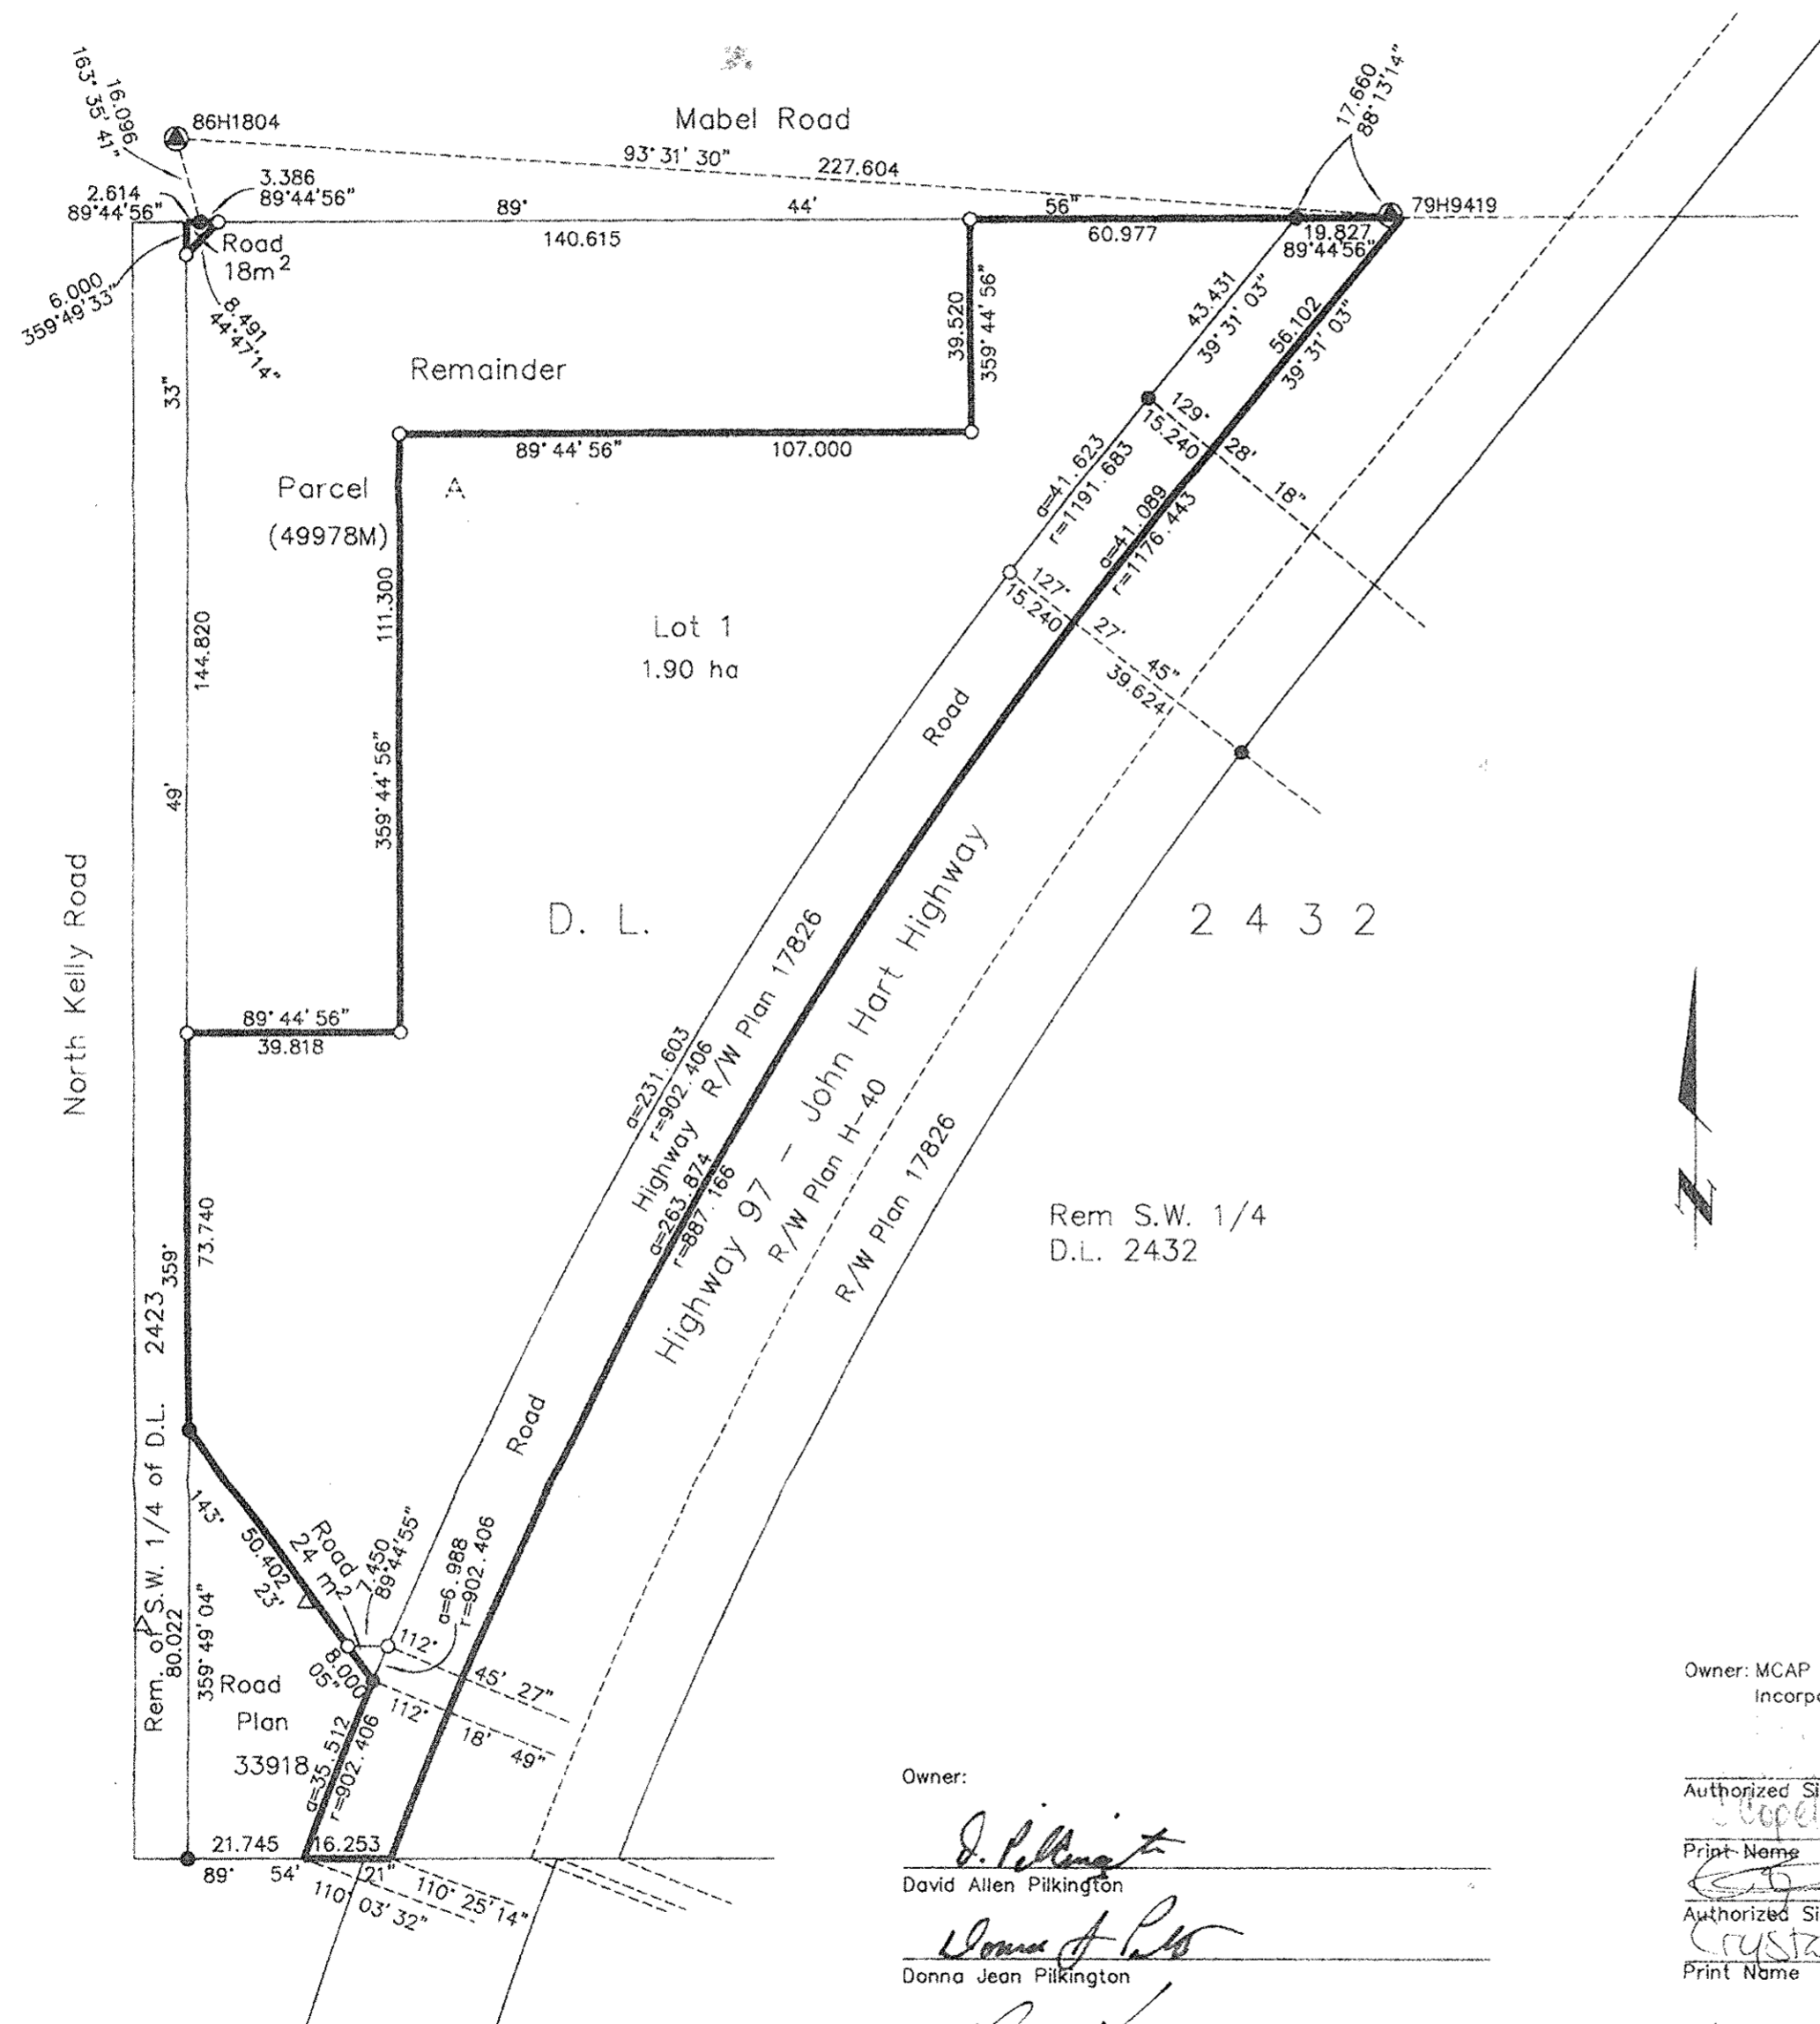 Mabel Road
86H1804
16.096
163° 35' 41"
93° 31' 30"
227.604
17.660
88°13'14"
79H9419
2.614
89°44'56"
3.386
89°44'56"
89°
44'
56"
140.615
60.977
19.827
89°44'56"
Road
18m²
6.000
359°49'33"
8.491
44°47'14"
Remainder
39.520
359° 44' 56"
43.431
39° 31' 03"
56.102
39° 31' 03"
33"
89° 44' 56"
107.000
129°
15.240
28'
18"
Parcel A
(49978M)
a=41.623
r=1191.683
a=41.089
r=1176.443
111.300
359° 44' 56"
Lot 1
1.90 ha
127°
15.240
27'
45"
39.624
144.820
49'
Road
North Kelly Road
D. L.
2 4 3 2
89° 44' 56"
39.818
a=231.603
r=902.406
Highway R/W Plan 17826
a=263.874
r=887.166
Highway 97 - John Hart Highway
R/W Plan H-40
R/W Plan 17826
Rem S.W. 1/4
D.L. 2432
N
359°
73.740
Rem. of S.W. 1/4 of D.L. 2423
Road
143°
50.402
23'
Road
24 m²
7.450
89°44'55"
a=6.988
r=902.406
112°
45' 27"
8.000
05"
112°
18'
49"
80.022
359° 49' 04"
Road
Plan
33918
a=35.512
r=902.406
21.745
16.253
89°
54'
21"
110° 03' 32"
110° 25' 14"
Owner:
David Allen Pilkington
Donna Jean Pilkington
Owner: MCAP
Incorpo
Authorized Si
Print Name
Authorized Si
Crysta
Print Name